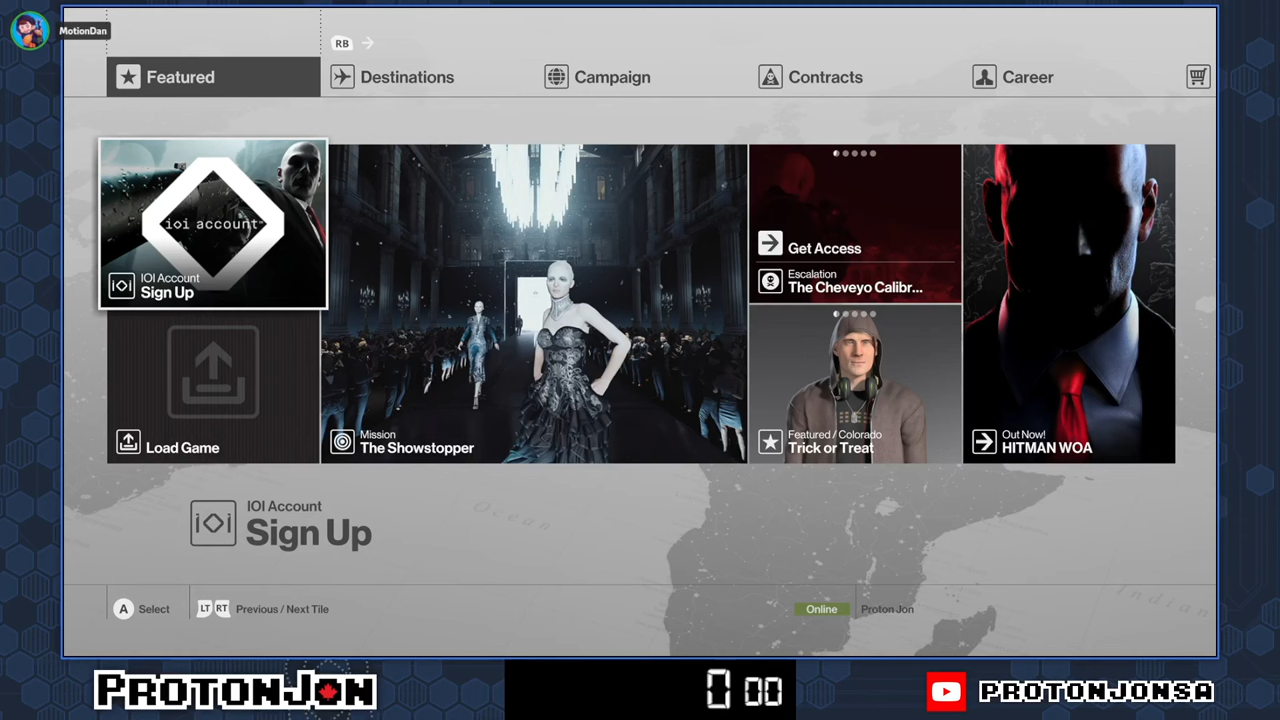 MotionDan
RB
Featured
Destinations
Campaign
Contracts
Career
ioi account
IOI Account
Sign Up
Load Game
Mission
The Showstopper
Get Access
Escalation
The Cheveyo Calibr...
Featured / Colorado
Trick or Treat
Out Now!
HITMAN WOA
IOI Account
Sign Up
Ocean
Indian
A Select
LT RT Previous / Next Tile
Online
Proton Jon
PROTONJON
0 00
PROTONJONSA